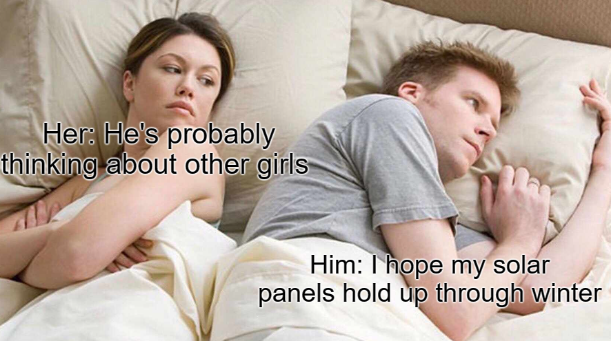 Her: He's probably
thinking about other girls
Him: I hope my solar
panels hold up through winter